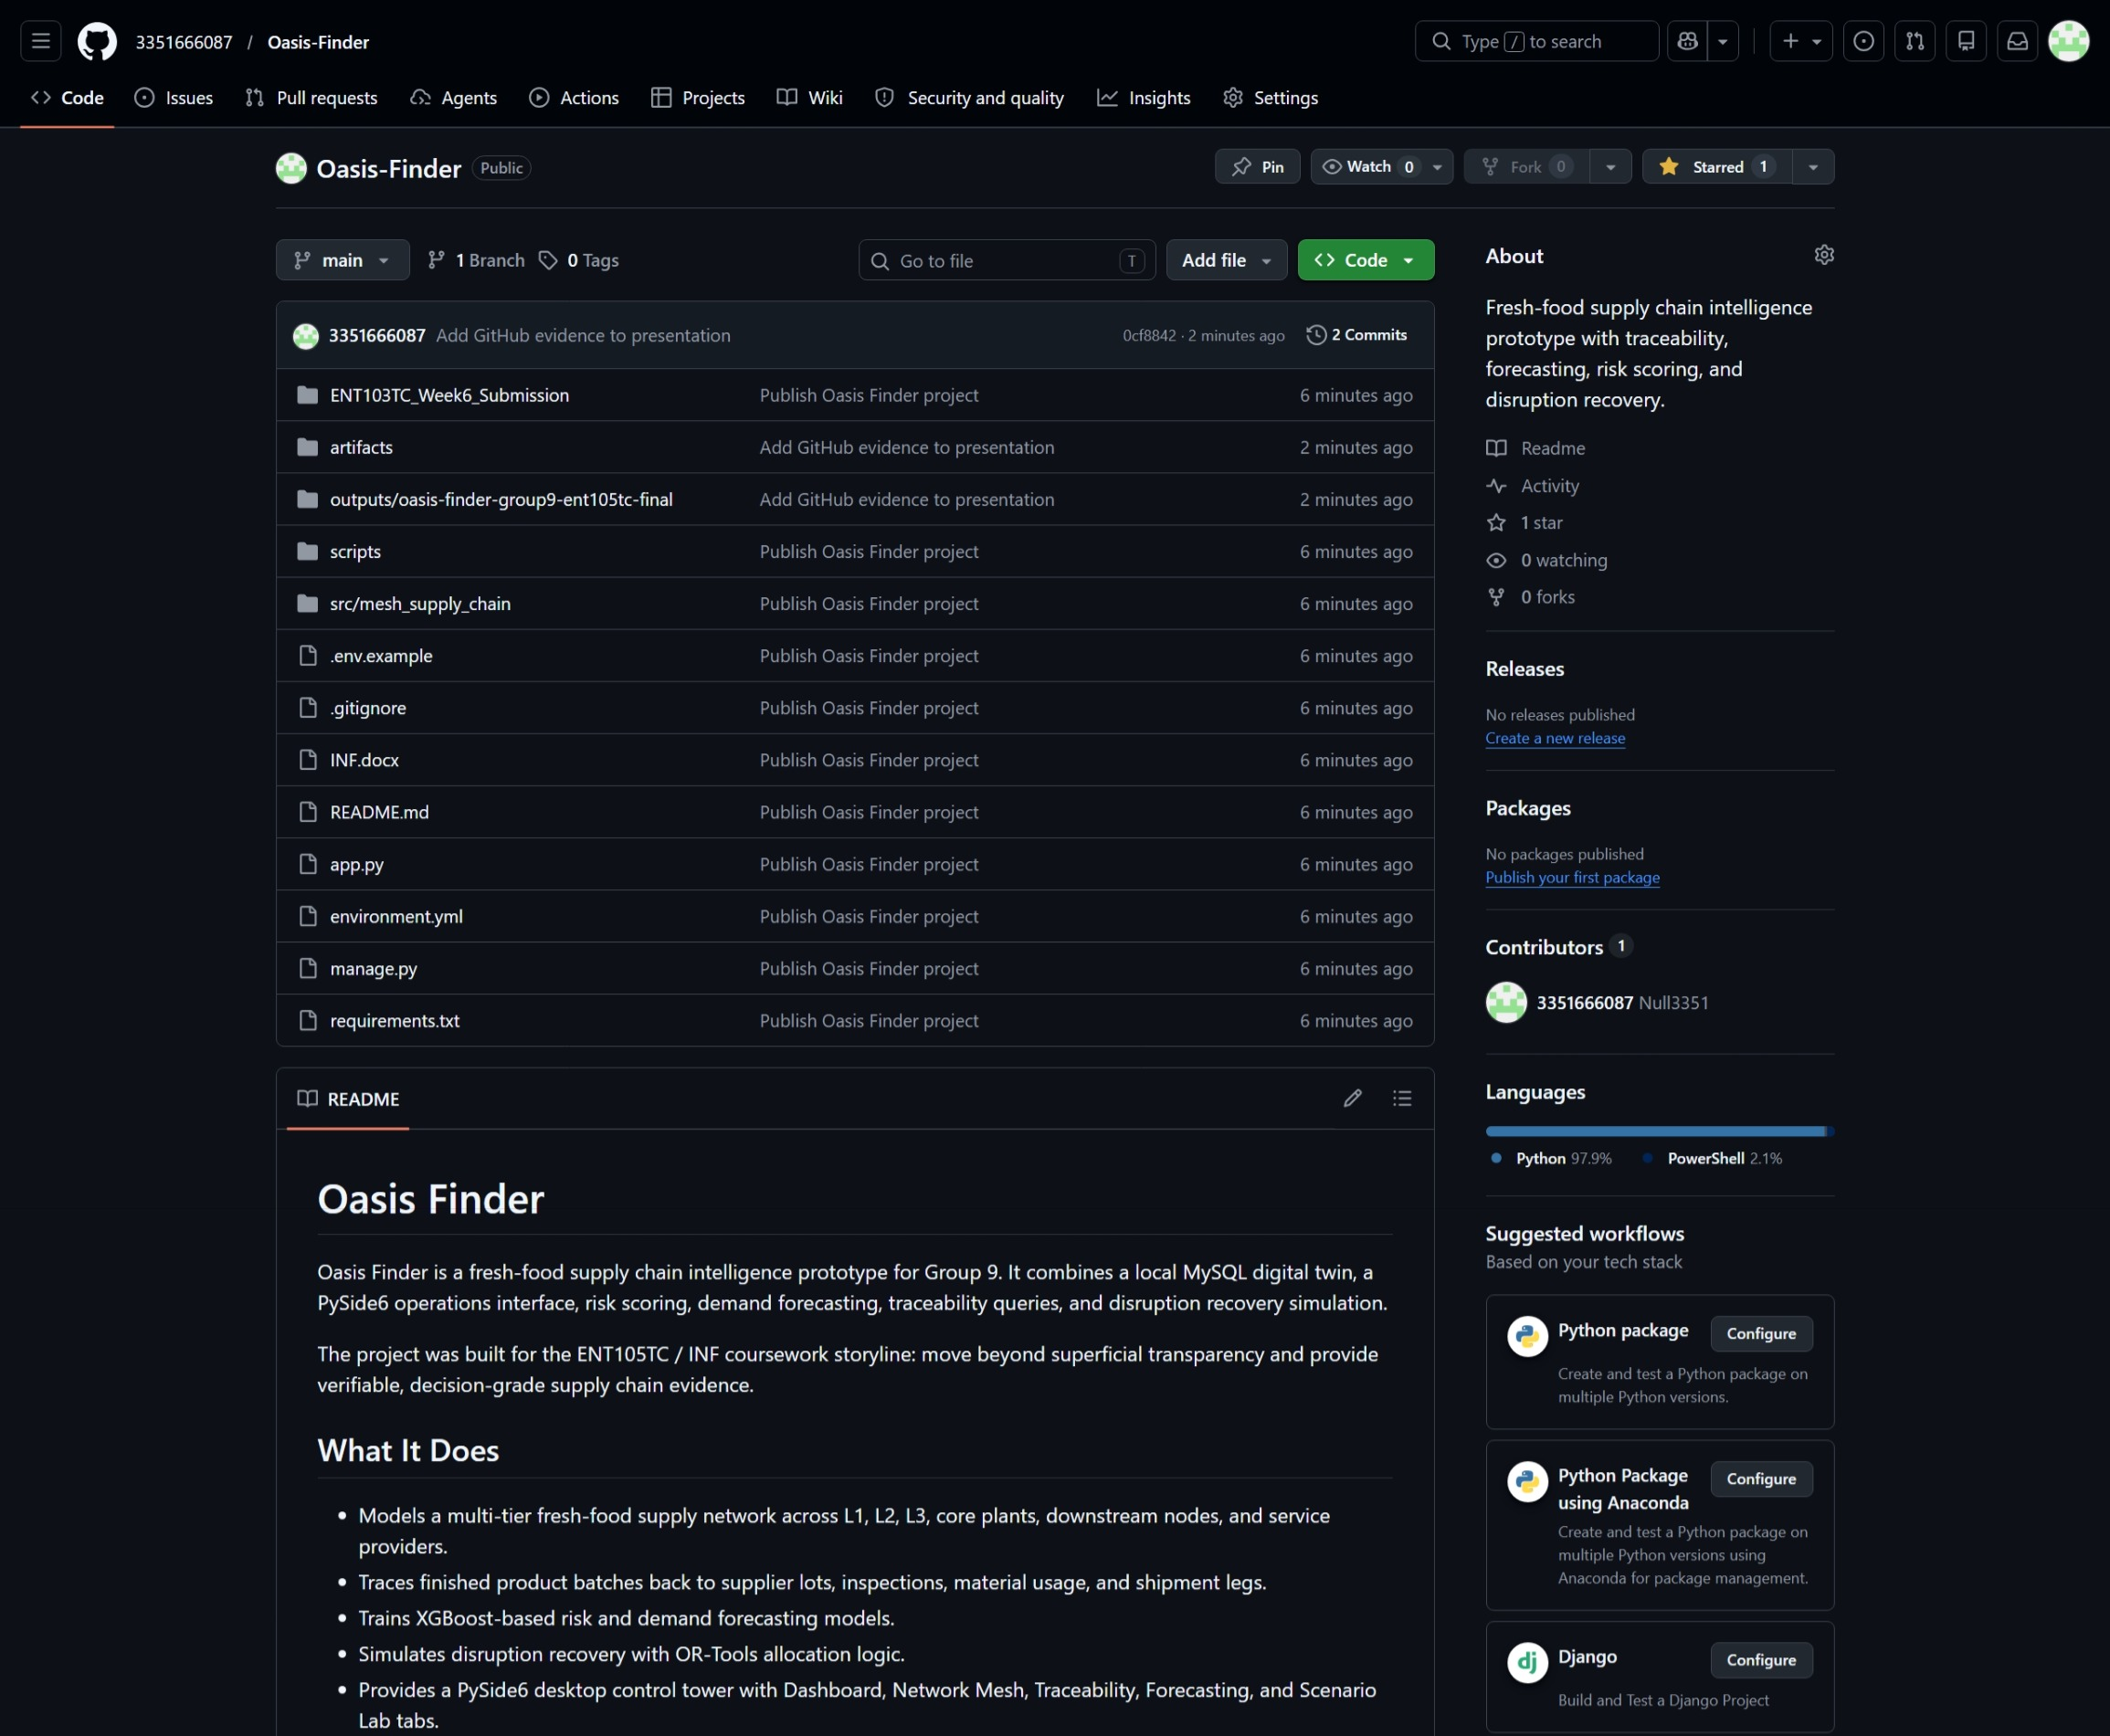 3351666087 / Oasis-Finder
Type / to search
Code Issues Pull requests Agents Actions Projects Wiki Security and quality Insights Settings
Oasis-Finder Public
Pin Watch 0 Fork 0 Starred 1
main 1 Branch 0 Tags
Go to file T Add file Code
3351666087 Add GitHub evidence to presentation 0cf8842 · 2 minutes ago 2 Commits
ENT103TC_Week6_Submission Publish Oasis Finder project 6 minutes ago
artifacts Add GitHub evidence to presentation 2 minutes ago
outputs/oasis-finder-group9-ent105tc-final Add GitHub evidence to presentation 2 minutes ago
scripts Publish Oasis Finder project 6 minutes ago
src/mesh_supply_chain Publish Oasis Finder project 6 minutes ago
.env.example Publish Oasis Finder project 6 minutes ago
.gitignore Publish Oasis Finder project 6 minutes ago
INF.docx Publish Oasis Finder project 6 minutes ago
README.md Publish Oasis Finder project 6 minutes ago
app.py Publish Oasis Finder project 6 minutes ago
environment.yml Publish Oasis Finder project 6 minutes ago
manage.py Publish Oasis Finder project 6 minutes ago
requirements.txt Publish Oasis Finder project 6 minutes ago
README
Oasis Finder
Oasis Finder is a fresh-food supply chain intelligence prototype for Group 9. It combines a local MySQL digital twin, a
PySide6 operations interface, risk scoring, demand forecasting, traceability queries, and disruption recovery simulation.
The project was built for the ENT105TC / INF coursework storyline: move beyond superficial transparency and provide
verifiable, decision-grade supply chain evidence.
What It Does
• Models a multi-tier fresh-food supply network across L1, L2, L3, core plants, downstream nodes, and service
providers.
• Traces finished product batches back to supplier lots, inspections, material usage, and shipment legs.
• Trains XGBoost-based risk and demand forecasting models.
• Simulates disruption recovery with OR-Tools allocation logic.
• Provides a PySide6 desktop control tower with Dashboard, Network Mesh, Traceability, Forecasting, and Scenario
Lab tabs.
About
Fresh-food supply chain intelligence
prototype with traceability,
forecasting, risk scoring, and
disruption recovery.
Readme
Activity
1 star
0 watching
0 forks
Releases
No releases published
Create a new release
Packages
No packages published
Publish your first package
Contributors 1
3351666087 Null3351
Languages
Python 97.9% PowerShell 2.1%
Suggested workflows
Based on your tech stack
Python package Configure
Create and test a Python package on
multiple Python versions.
Python Package Configure
using Anaconda
Create and test a Python package on
multiple Python versions using
Anaconda for package management.
dj Django Configure
Build and Test a Django Project